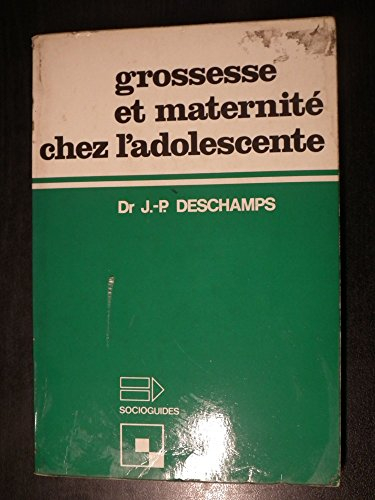 grossesse
et maternité
chez l'adolescente
Dr J.-P. DESCHAMPS
SOCIOGUIDES